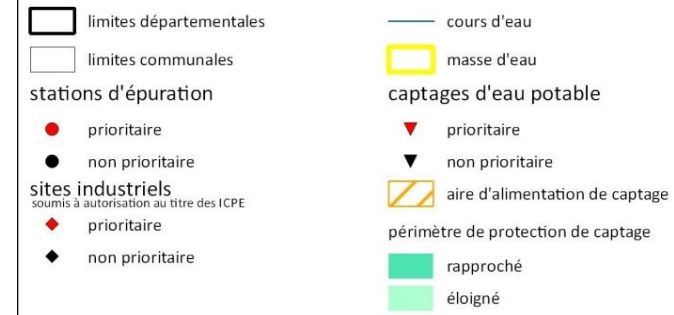 limites départementales
limites communales
stations d'épuration
prioritaire
non prioritaire
sites industriels
soumis à autorisation au titre des ICPE
prioritaire
non prioritaire
cours d'eau
masse d'eau
captages d'eau potable
prioritaire
non prioritaire
aire d'alimentation de captage
périmètre de protection de captage
rapproché
éloigné